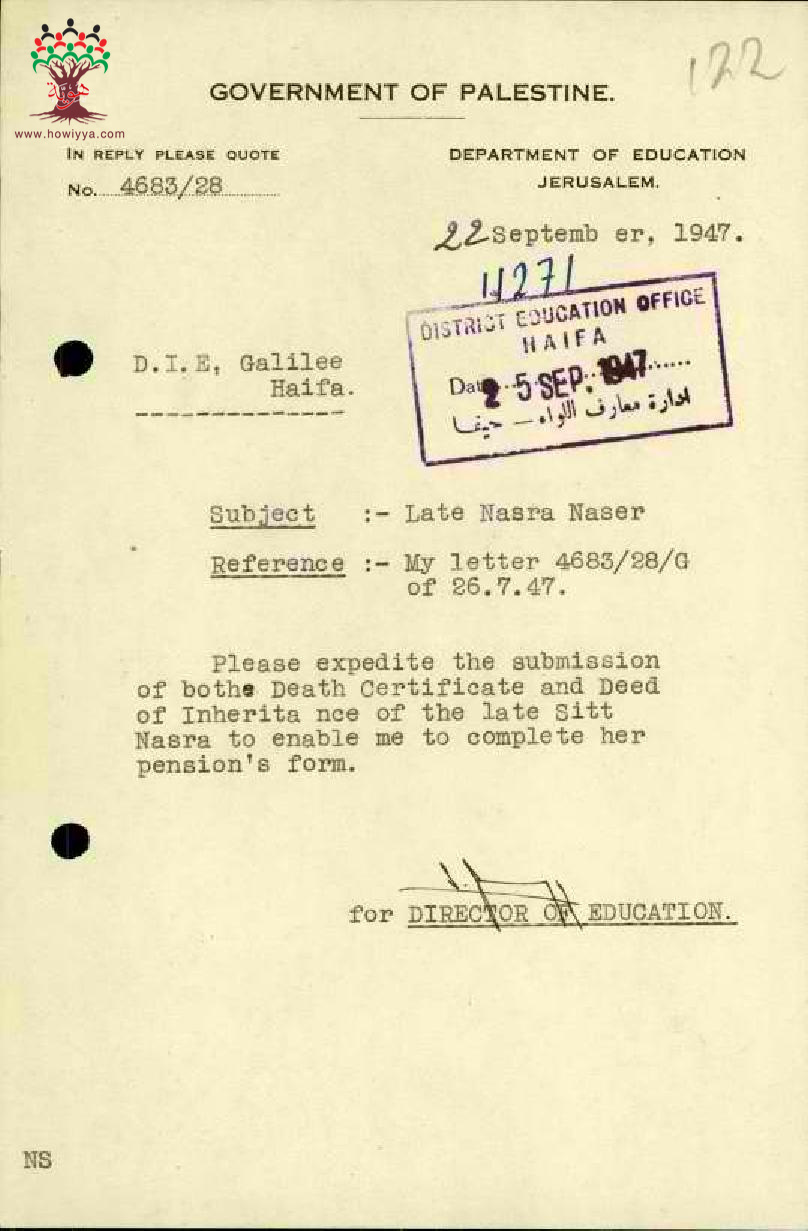 122
GOVERNMENT OF PALESTINE.
www.howiyya.com
IN REPLY PLEASE QUOTE
No. 4683/28
DEPARTMENT OF EDUCATION
JERUSALEM.
22 Septemb er, 1947.
4271
DISTRICT EDUCATION OFFICE
HAIFA
Date 25 SEP. 1947
ادارة معارف اللواء — حيفا
D.I.E, Galilee
Haifa.
Subject :- Late Nasra Naser
Reference :- My letter 4683/28/G
of 26.7.47.
Please expedite the submission
of bothe Death Certificate and Deed
of Inherita nce of the late Sitt
Nasra to enable me to complete her
pension's form.
for DIRECTOR OF EDUCATION.
NS